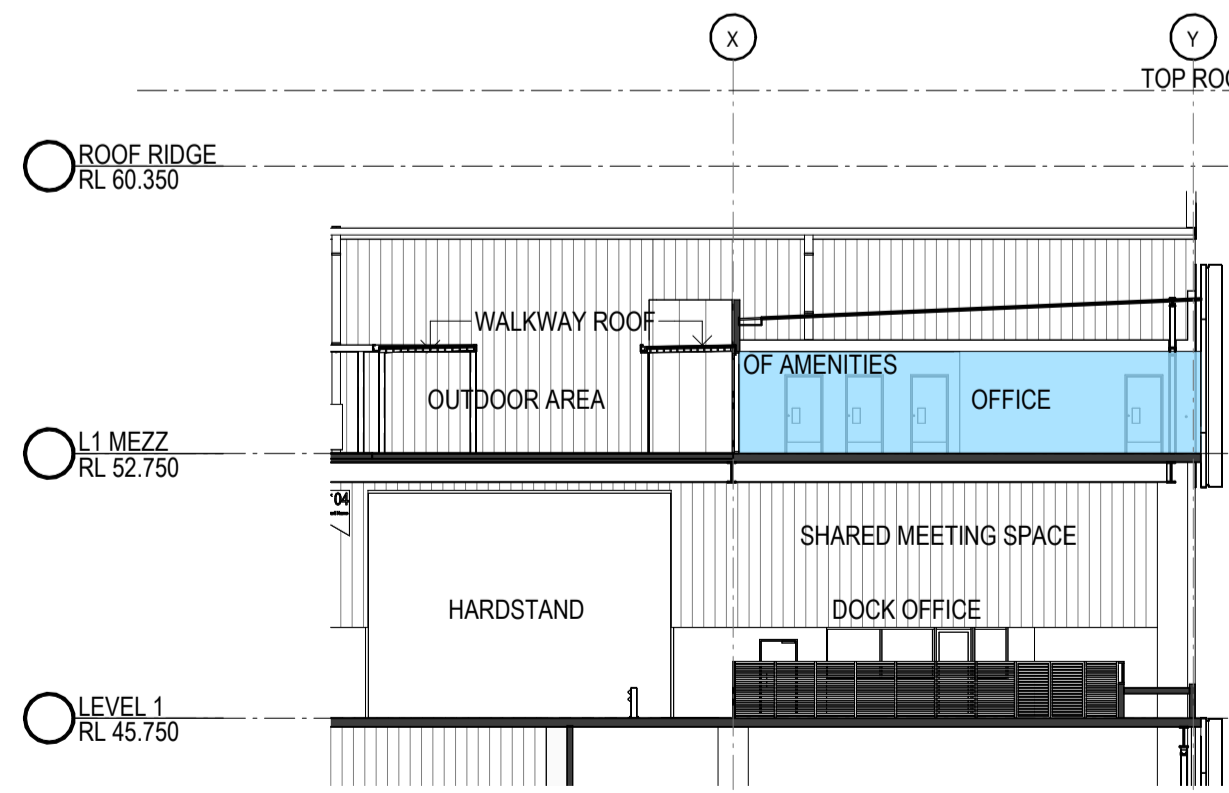 X
Y
TOP ROO
ROOF RIDGE
RL 60.350
WALKWAY ROOF
OF AMENITIES
OUTDOOR AREA
OFFICE
L1 MEZZ
RL 52.750
04
SHARED MEETING SPACE
HARDSTAND
DOCK OFFICE
LEVEL 1
RL 45.750